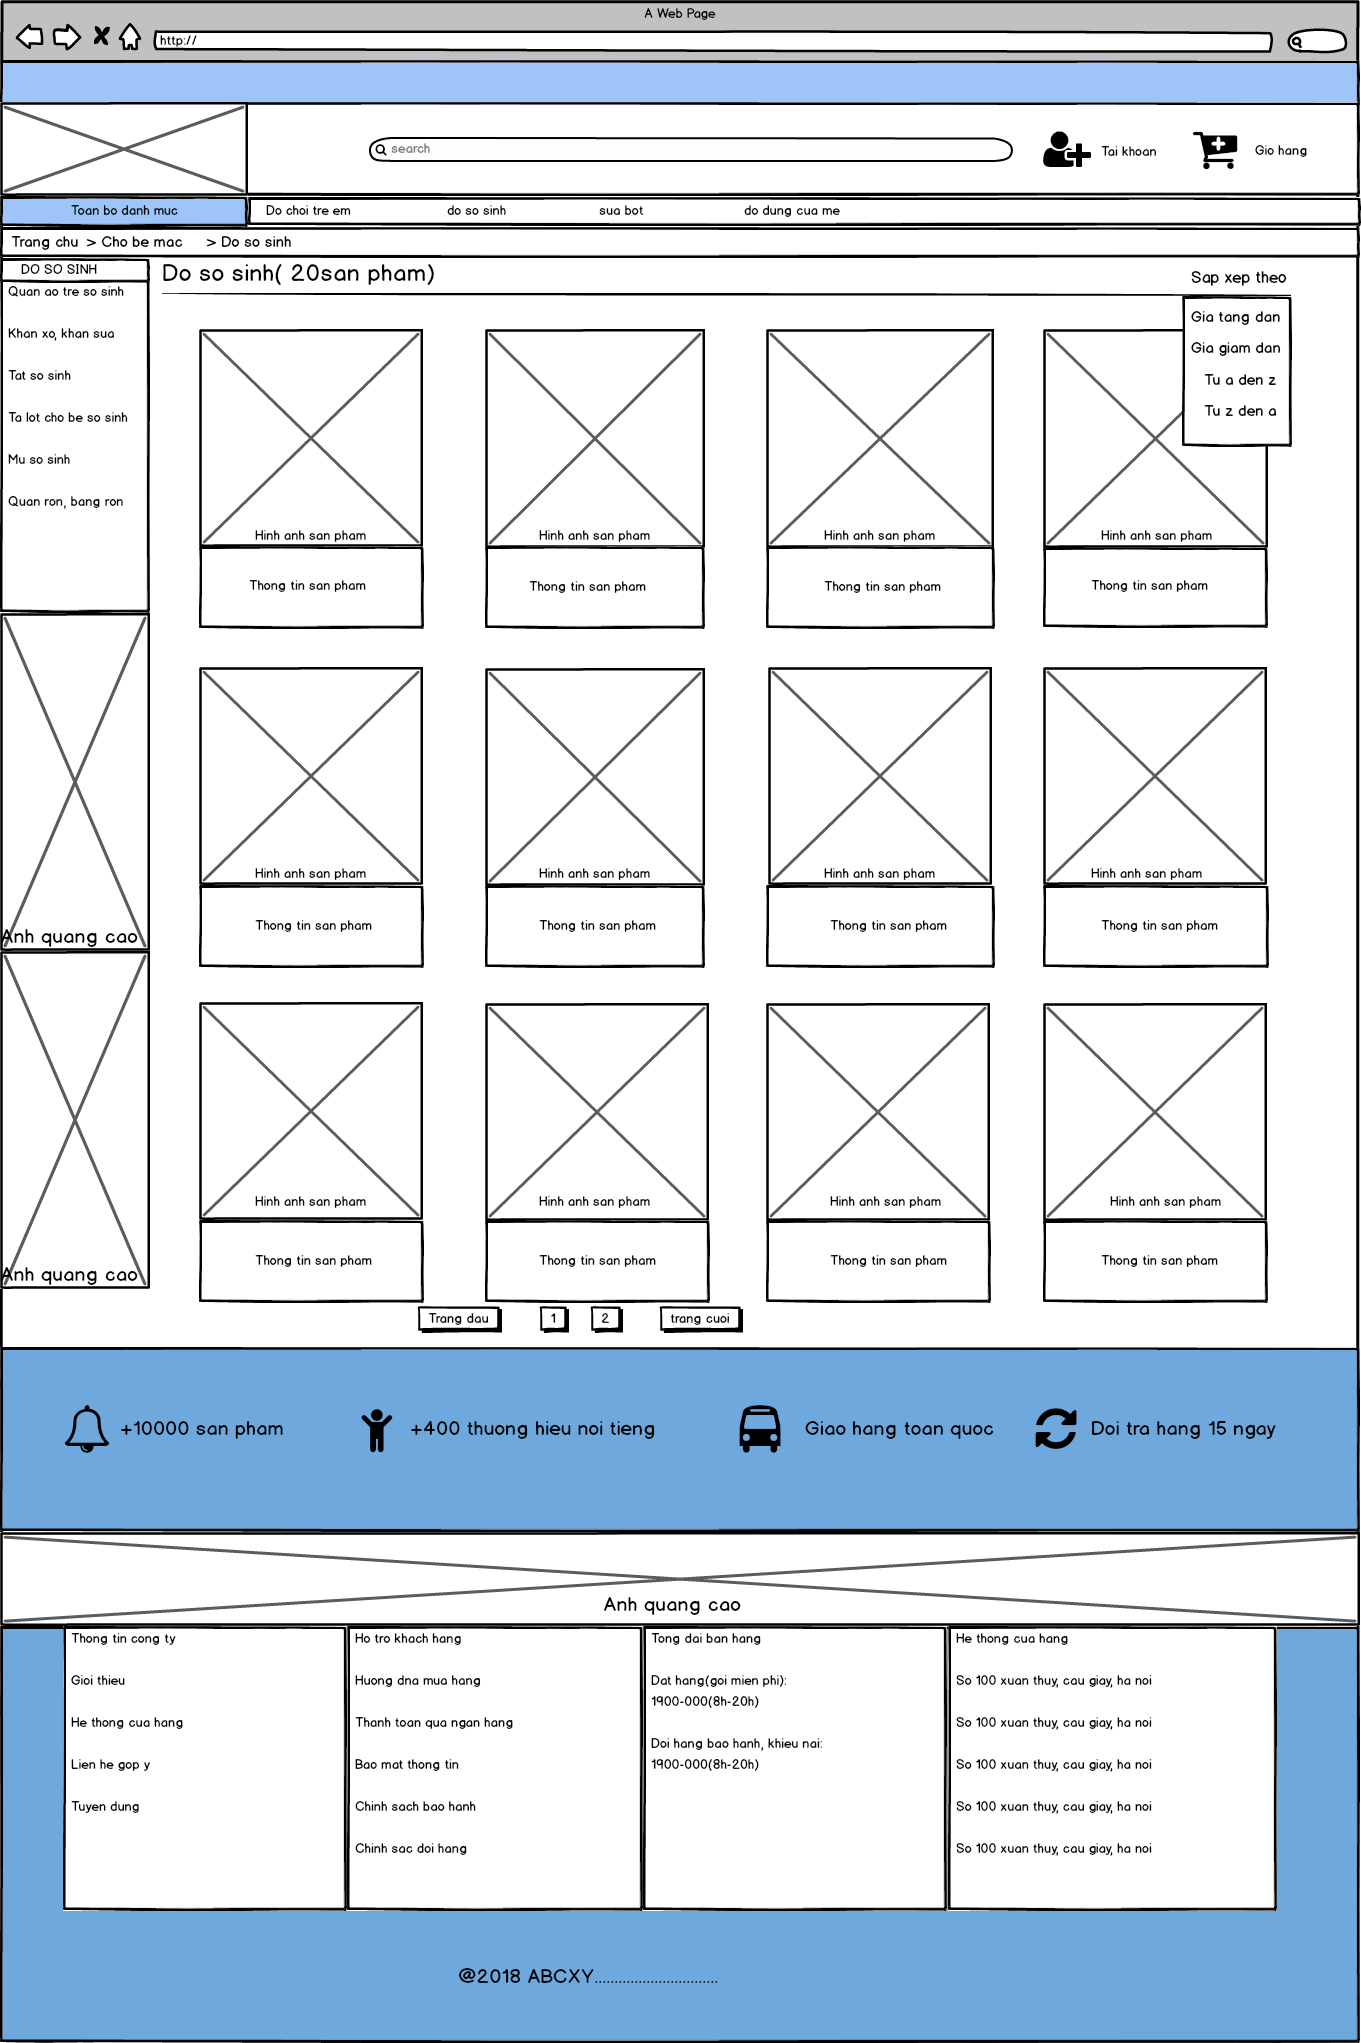 A Web Page
http://
search
Tai khoan
Gio hang
Toan bo danh muc
Do choi tre em
do so sinh
sua bot
do dung cua me
Trang chu > Cho be mac > Do so sinh
DO SO SINH
Quan ao tre so sinh
Khan xo, khan sua
Tat so sinh
Ta lot cho be so sinh
Mu so sinh
Quan ron, bang ron
Anh quang cao
Anh quang cao
Do so sinh( 20san pham)
Sap xep theo
Gia tang dan
Gia giam dan
Tu a den z
Tu z den a
Hinh anh san pham
Hinh anh san pham
Hinh anh san pham
Hinh anh san pham
Thong tin san pham
Thong tin san pham
Thong tin san pham
Thong tin san pham
Hinh anh san pham
Hinh anh san pham
Hinh anh san pham
Hinh anh san pham
Thong tin san pham
Thong tin san pham
Thong tin san pham
Thong tin san pham
Hinh anh san pham
Hinh anh san pham
Hinh anh san pham
Hinh anh san pham
Thong tin san pham
Thong tin san pham
Thong tin san pham
Thong tin san pham
Trang dau
1
2
trang cuoi
+10000 san pham
+400 thuong hieu noi tieng
Giao hang toan quoc
Doi tra hang 15 ngay
Anh quang cao
Thong tin cong ty
Gioi thieu
He thong cua hang
Lien he gop y
Tuyen dung
Ho tro khach hang
Huong dna mua hang
Thanh toan qua ngan hang
Bao mat thong tin
Chinh sach bao hanh
Chinh sac doi hang
Tong dai ban hang
Dat hang(goi mien phi):
1900-000(8h-20h)
Doi hang bao hanh, khieu nai:
1900-000(8h-20h)
He thong cua hang
So 100 xuan thuy, cau giay, ha noi
So 100 xuan thuy, cau giay, ha noi
So 100 xuan thuy, cau giay, ha noi
So 100 xuan thuy, cau giay, ha noi
So 100 xuan thuy, cau giay, ha noi
@2018 ABCXY...............................